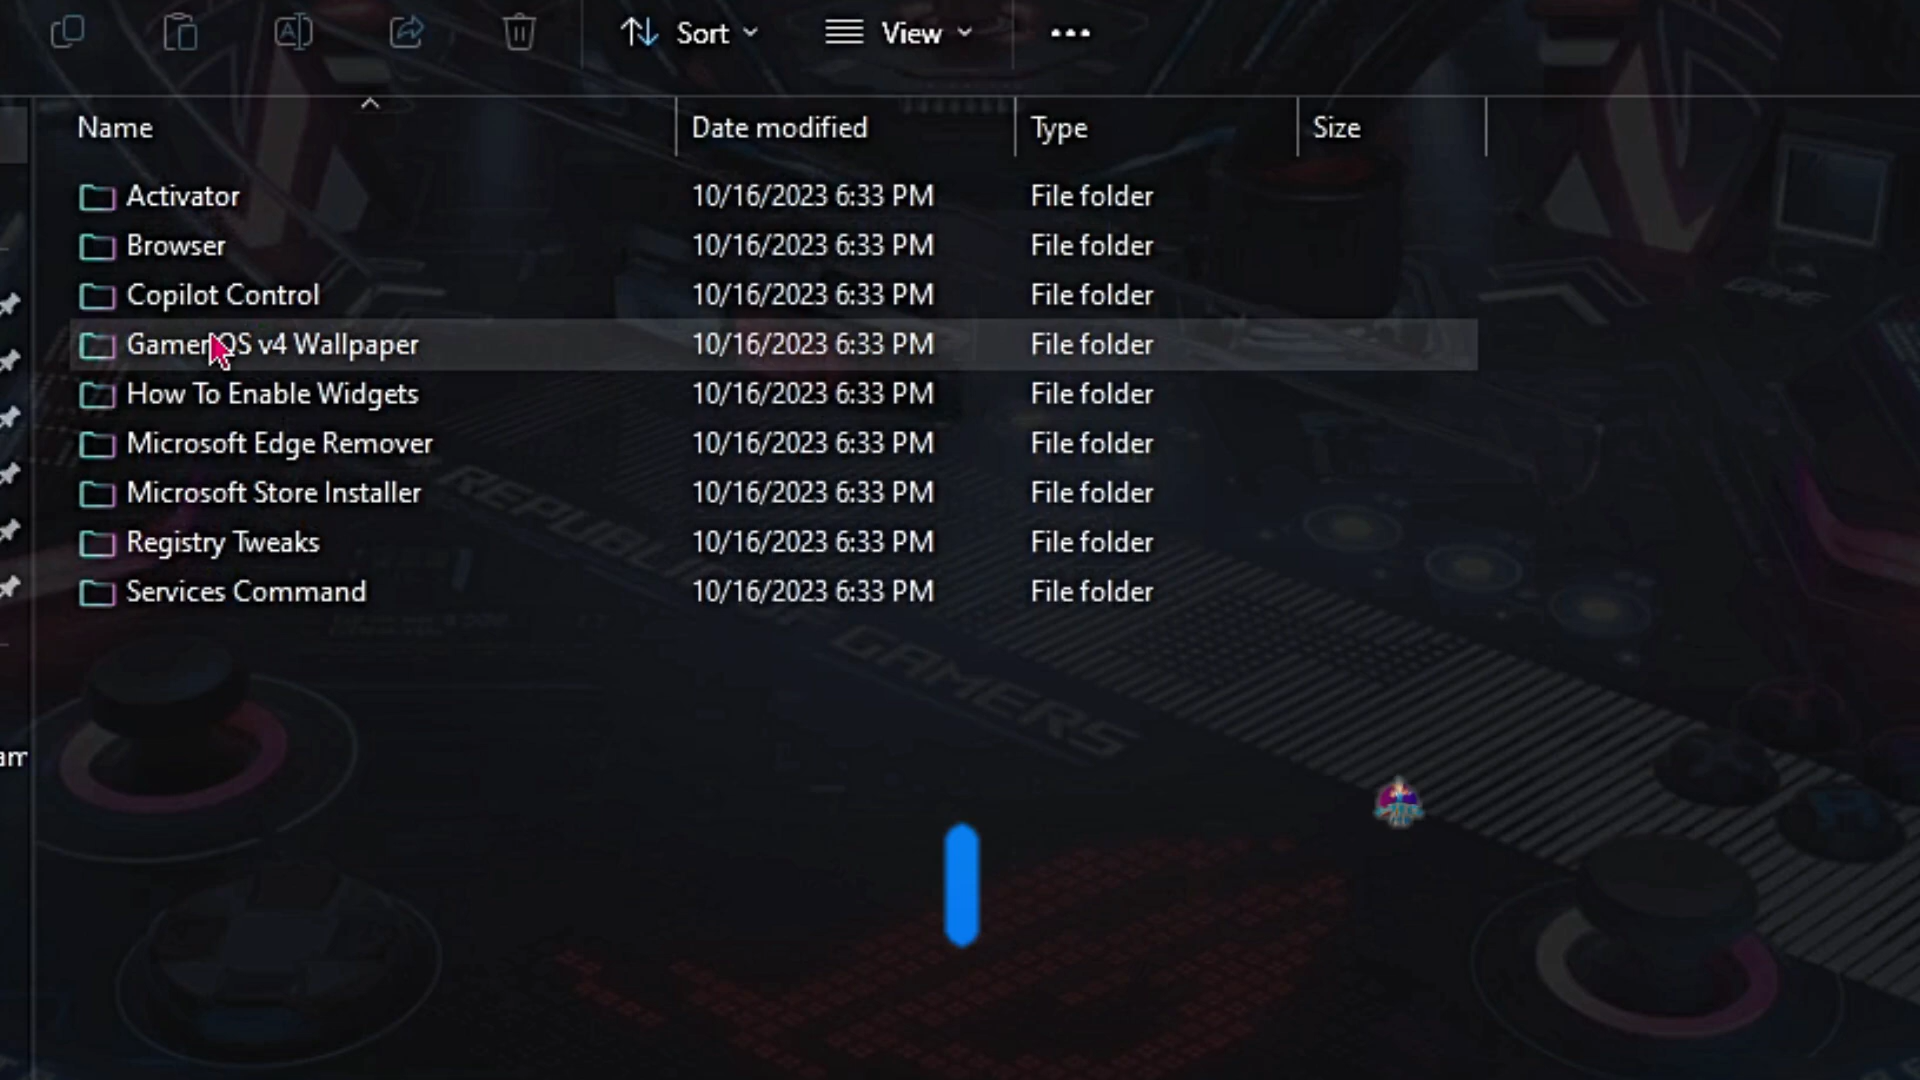 Sort View
Name Date modified Type Size
Activator 10/16/2023 6:33 PM File folder
Browser 10/16/2023 6:33 PM File folder
Copilot Control 10/16/2023 6:33 PM File folder
GamerOS v4 Wallpaper 10/16/2023 6:33 PM File folder
How To Enable Widgets 10/16/2023 6:33 PM File folder
Microsoft Edge Remover 10/16/2023 6:33 PM File folder
Microsoft Store Installer 10/16/2023 6:33 PM File folder
Registry Tweaks 10/16/2023 6:33 PM File folder
Services Command 10/16/2023 6:33 PM File folder
REPUBLIC OF GAMERS
am